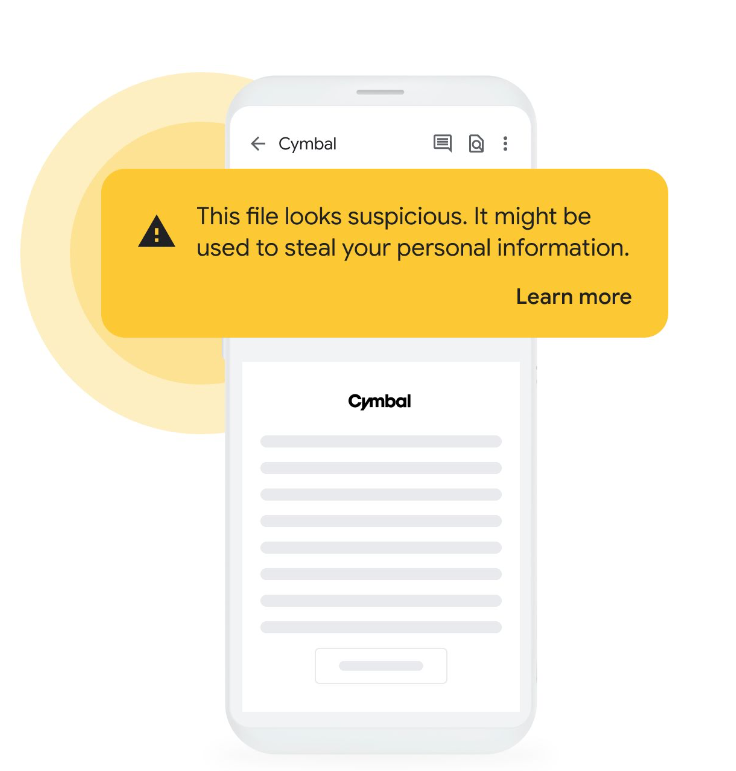 Cymbal
This file looks suspicious. It might be
used to steal your personal information.
Learn more
Cymbal